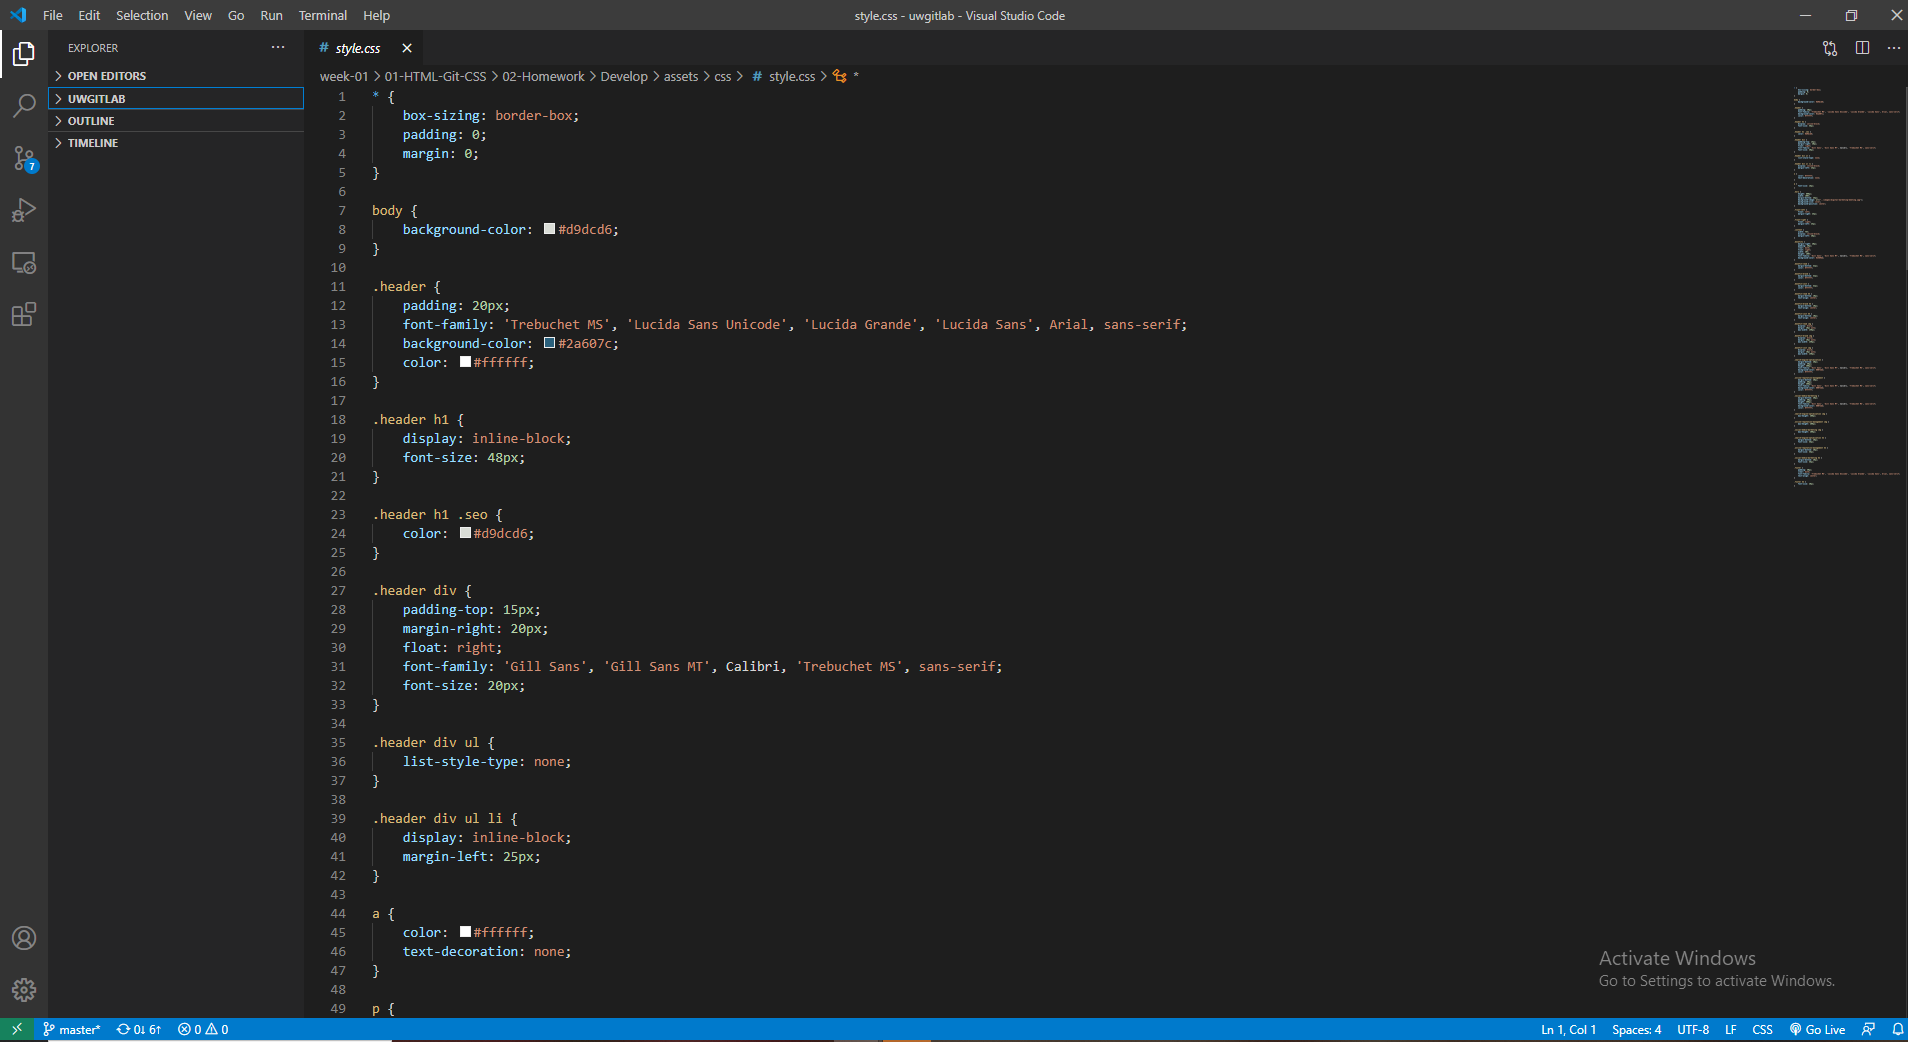 File Edit Selection View Go Run Terminal Help
style.css - uwgitlab - Visual Studio Code
EXPLORER
OPEN EDITORS
UWGITLAB
OUTLINE
TIMELINE
7
# style.css
week-01 > 01-HTML-Git-CSS > 02-Homework > Develop > assets > css > # style.css > *
1 * {
2 box-sizing: border-box;
3 padding: 0;
4 margin: 0;
5 }
6
7 body {
8 background-color: #d9dcd6;
9 }
10
11 .header {
12 padding: 20px;
13 font-family: 'Trebuchet MS', 'Lucida Sans Unicode', 'Lucida Grande', 'Lucida Sans', Arial, sans-serif;
14 background-color: #2a607c;
15 color: #ffffff;
16 }
17
18 .header h1 {
19 display: inline-block;
20 font-size: 48px;
21 }
22
23 .header h1 .seo {
24 color: #d9dcd6;
25 }
26
27 .header div {
28 padding-top: 15px;
29 margin-right: 20px;
30 float: right;
31 font-family: 'Gill Sans', 'Gill Sans MT', Calibri, 'Trebuchet MS', sans-serif;
32 font-size: 20px;
33 }
34
35 .header div ul {
36 list-style-type: none;
37 }
38
39 .header div ul li {
40 display: inline-block;
41 margin-left: 25px;
42 }
43
44 a {
45 color: #ffffff;
46 text-decoration: none;
47 }
48
49 p {
Activate Windows
Go to Settings to activate Windows.
master* 0↓ 6↑ 0 0
Ln 1, Col 1 Spaces: 4 UTF-8 LF CSS Go Live